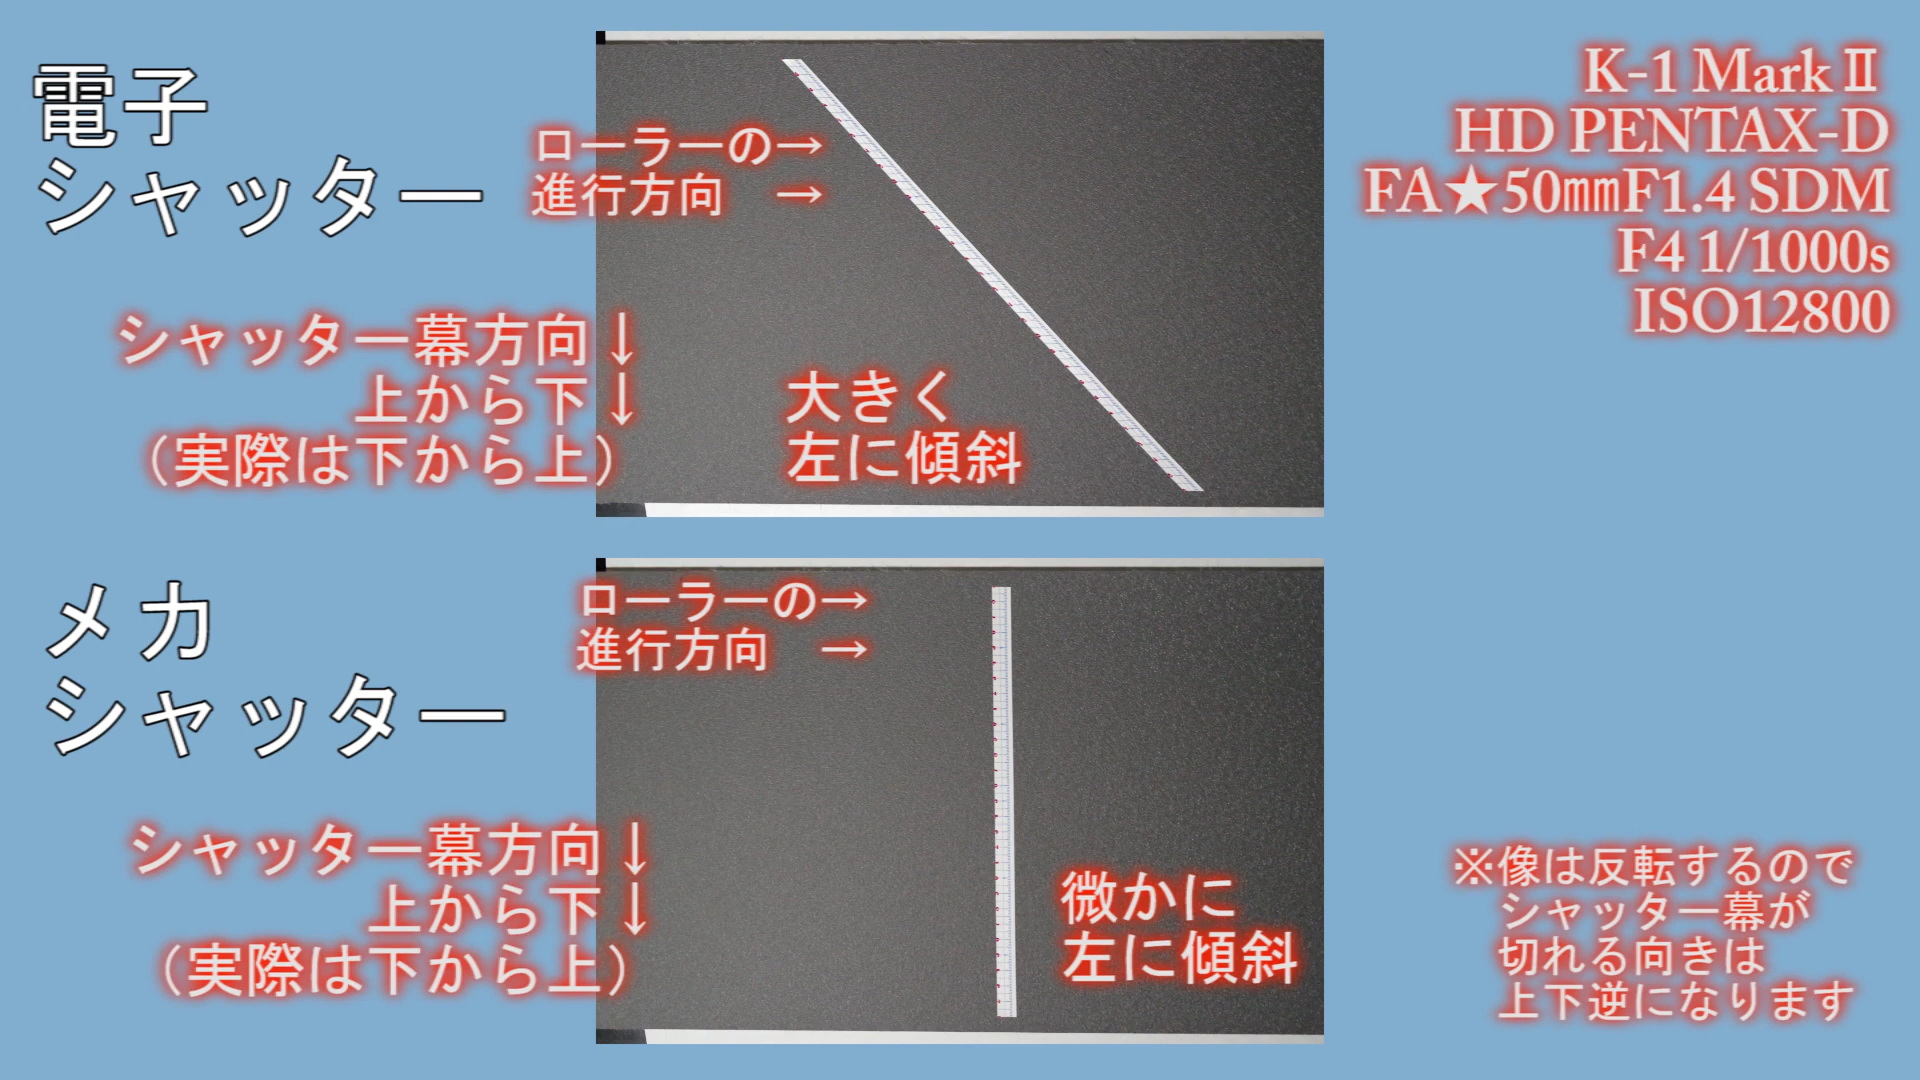 電子
シャッター
ローラーの→
進行方向　→
シャッター幕方向↓
上から下↓
（実際は下から上）
大きく
左に傾斜
K-1 Mark Ⅱ
HD PENTAX-D
FA★50㎜F1.4 SDM
F4 1/1000s
ISO12800
メカ
シャッター
ローラーの→
進行方向　→
シャッター幕方向↓
上から下↓
（実際は下から上）
微かに
左に傾斜
※像は反転するので
シャッター幕が
切れる向きは
上下逆になります